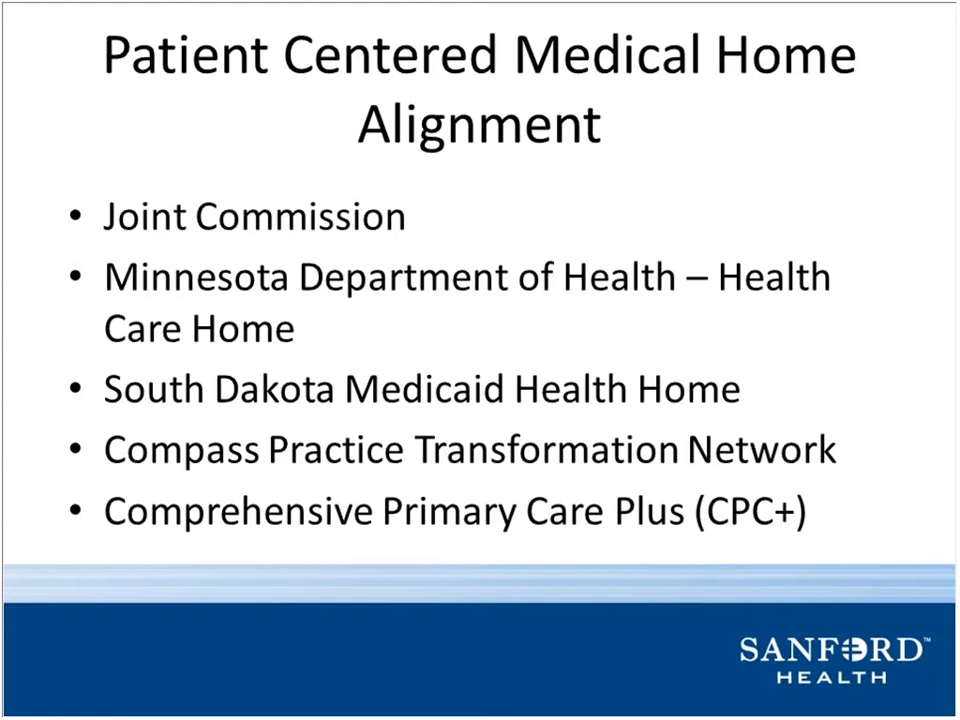 Patient Centered Medical Home
Alignment
• Joint Commission
• Minnesota Department of Health – Health
Care Home
• South Dakota Medicaid Health Home
• Compass Practice Transformation Network
• Comprehensive Primary Care Plus (CPC+)
SANFORD™
HEALTH